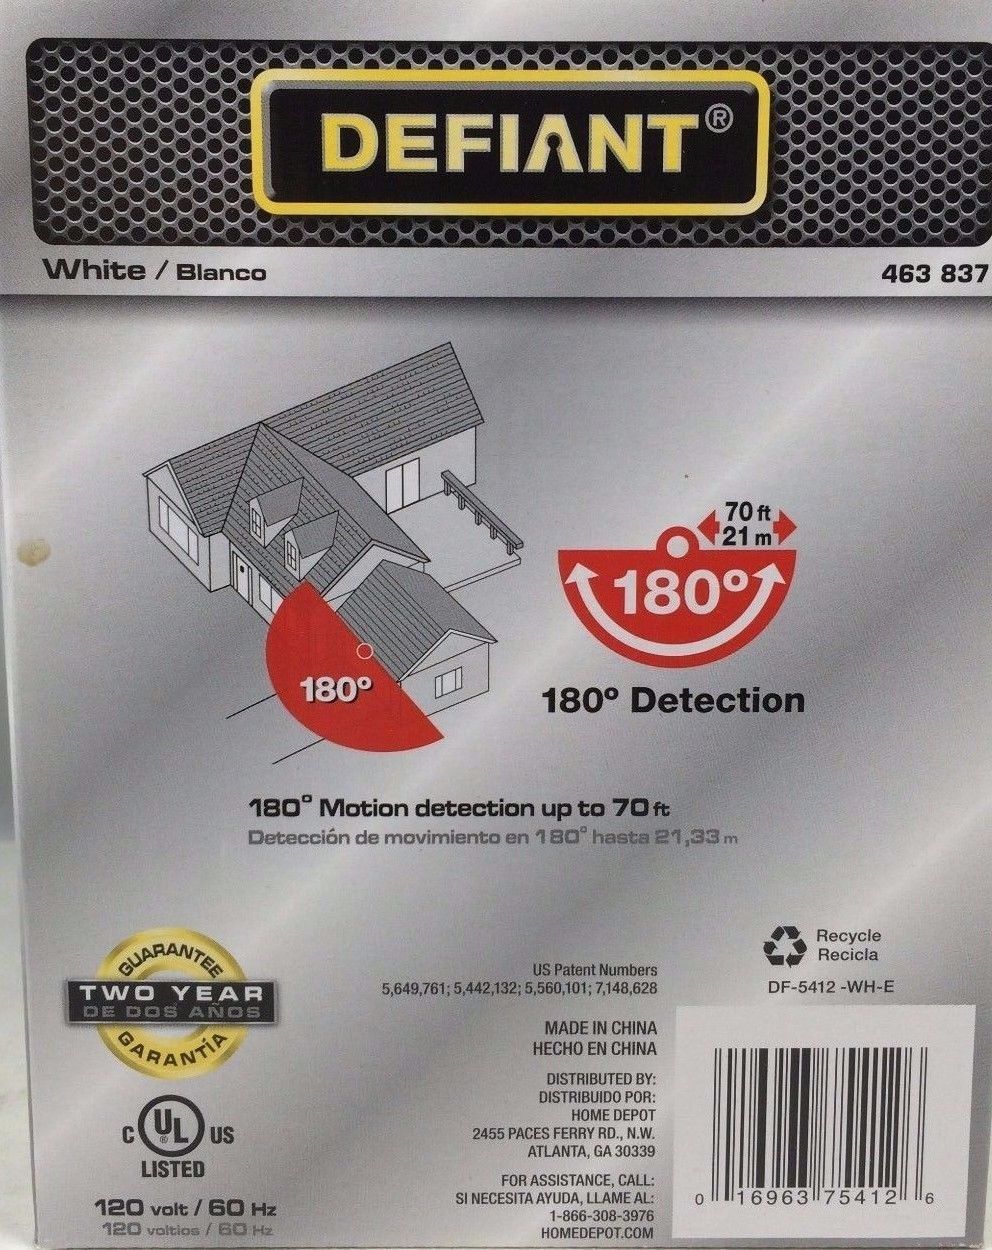 DEFIANT®
White / Blanco
463 837
70 ft
21 m
180º
180º
180º Detection
180° Motion detection up to 70 ft
Detección de movimiento en 180° hasta 21,33 m
GUARANTEE
TWO YEAR
DE DOS AÑOS
GARANTÍA
Recycle
Recicla
US Patent Numbers
5,649,761; 5,442,132; 5,560,101; 7,148,628
DF-5412 -WH-E
MADE IN CHINA
HECHO EN CHINA
DISTRIBUTED BY:
DISTRIBUIDO POR:
HOME DEPOT
2455 PACES FERRY RD., N.W.
ATLANTA, GA 30339
C UL® US
LISTED
FOR ASSISTANCE, CALL:
SI NECESITA AYUDA, LLAME AL:
1-866-308-3976
HOMEDEPOT.COM
120 volt / 60 Hz
120 voltios / 60 Hz
0 16963 75412 6